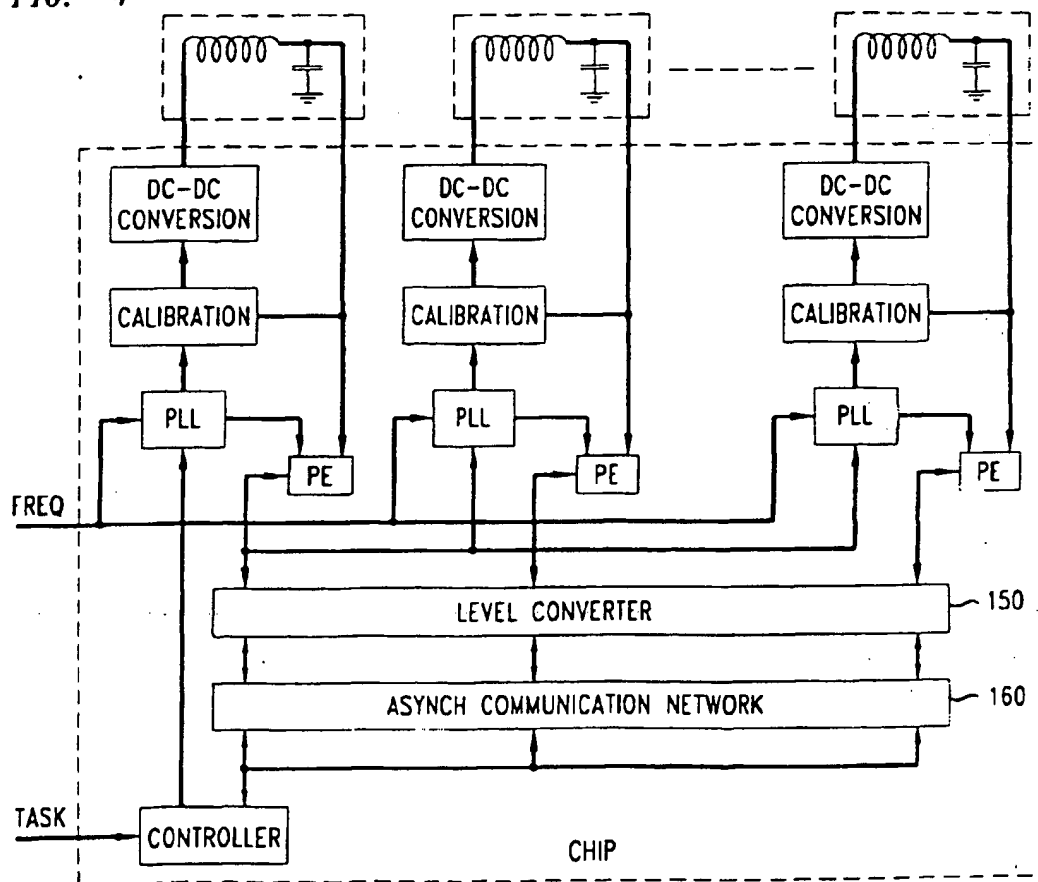 FIG.
DC-DC
CONVERSION
DC-DC
CONVERSION
DC-DC
CONVERSION
CALIBRATION
CALIBRATION
CALIBRATION
PLL
PLL
PLL
PE
PE
PE
FREQ
LEVEL CONVERTER
150
ASYNCH COMMUNICATION NETWORK
160
TASK
CONTROLLER
CHIP